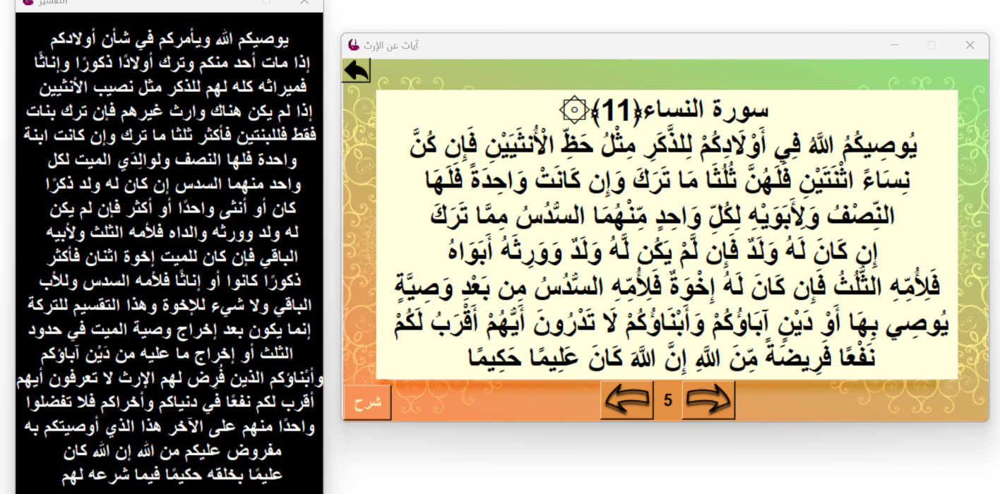 التفسير
يوصيكم الله ويأمركم في شأن أولادكم
إذا مات أحد منكم وترك أولادًا ذكورًا وإناثًا
فميراثه كله لهم للذكر مثل نصيب الأنثيين
إذا لم يكن هناك وارث غيرهم فإن ترك بنات
فقط فللبنتين فأكثر ثلثا ما ترك وإن كانت ابنة
واحدة فلها النصف ولوالِدَي الميت لكل
واحد منهما السدس إن كان له ولد ذكرًا
كان أو أنثى واحدًا أو أكثر فإن لم يكن
له ولد وورثه والداه فلأمه الثلث ولأبيه
الباقي فإن كان للميت إخوة اثنان فأكثر
ذكورًا كانوا أو إناثًا فلأمه السدس وللأب
الباقي ولا شيء للإخوة وهذا التقسيم للتركة
إنما يكون بعد إخراج وصية الميت في حدود
الثلث أو إخراج ما عليه من دَيْن آباؤكم
وأبْناؤكم الذين فُرِض لهم الإرث لا تعرفون أيهم
أقرب لكم نفعًا في دنياكم وأخراكم فلا تفضلوا
واحدًا منهم على الآخر هذا الذي أوصيتكم به
مفروض عليكم من الله إن الله كان
عليمًا بخلقه حكيمًا فيما شرعه لهم
آيات عن الإرث
سورة النساء﴿11﴾۞
يُوصِيكُمُ اللَّهُ فِي أَوْلَادِكُمْ لِلذَّكَرِ مِثْلُ حَظِّ الْأُنثَيَيْنِ فَإِن كُنَّ
نِسَاءً اثْنَتَيْنِ فَلَهُنَّ ثُلُثَا مَا تَرَكَ وَإِن كَانَتْ وَاحِدَةً فَلَهَا
النِّصْفُ وَلِأَبَوَيْهِ لِكُلِّ وَاحِدٍ مِّنْهُمَا السُّدُسُ مِمَّا تَرَكَ
إِن كَانَ لَهُ وَلَدٌ فَإِن لَّمْ يَكُن لَّهُ وَلَدٌ وَوَرِثَهُ أَبَوَاهُ
فَلِأُمِّهِ الثُّلُثُ فَإِن كَانَ لَهُ إِخْوَةٌ فَلِأُمِّهِ السُّدُسُ مِن بَعْدِ وَصِيَّةٍ
يُوصِي بِهَا أَوْ دَيْنٍ آبَاؤُكُمْ وَأَبْنَاؤُكُمْ لَا تَدْرُونَ أَيُّهُمْ أَقْرَبُ لَكُمْ
نَفْعًا فَرِيضَةً مِّنَ اللَّهِ إِنَّ اللَّهَ كَانَ عَلِيمًا حَكِيمًا
5
شرح